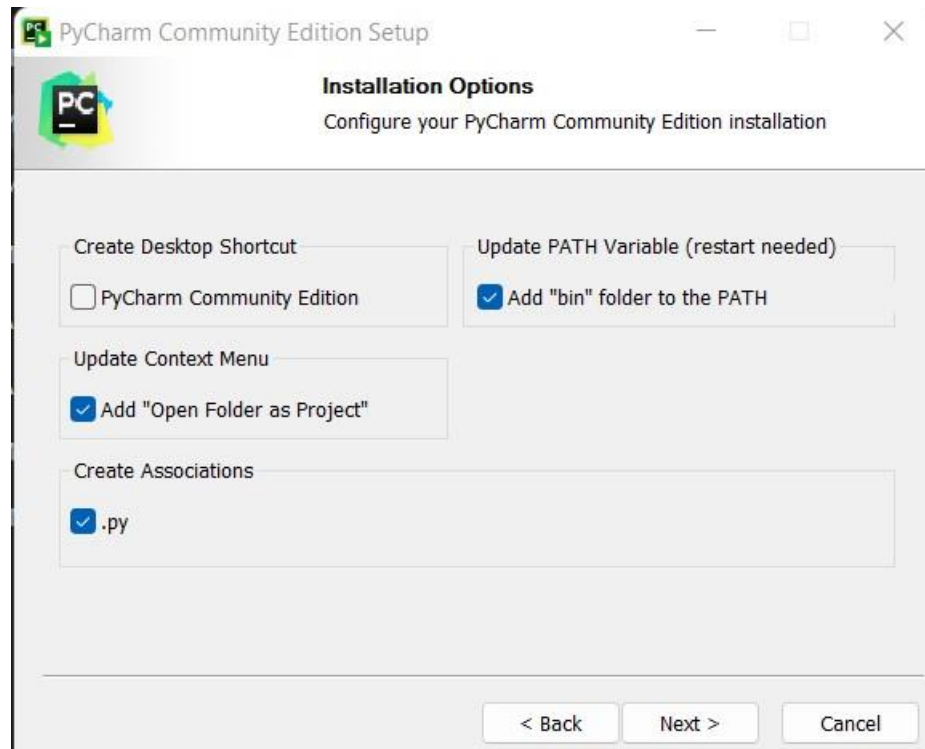 PyCharm Community Edition Setup
PC
Installation Options
Configure your PyCharm Community Edition installation
Create Desktop Shortcut
PyCharm Community Edition
Update PATH Variable (restart needed)
Add "bin" folder to the PATH
Update Context Menu
Add "Open Folder as Project"
Create Associations
.py
< Back
Next >
Cancel